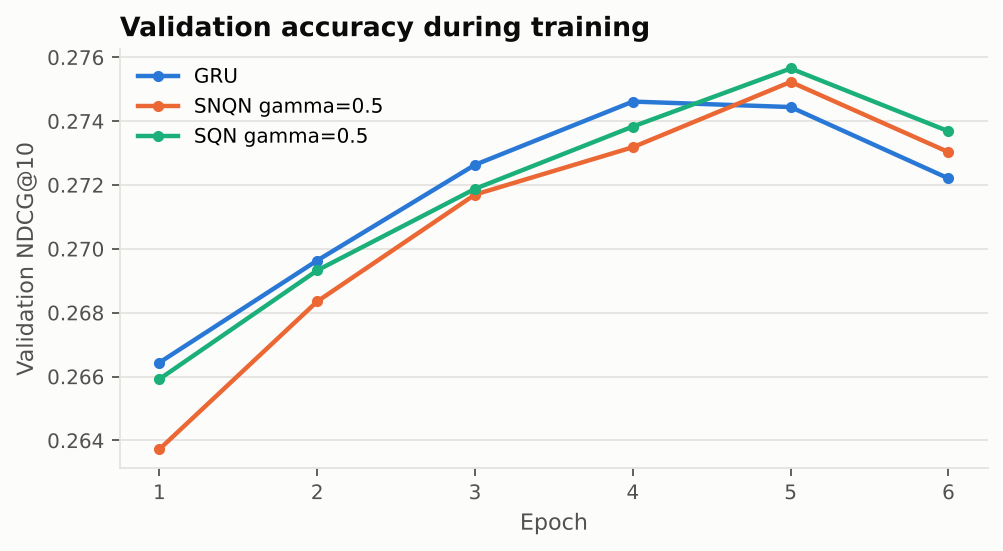 Validation accuracy during training
Validation NDCG@10
0.276
0.274
0.272
0.270
0.268
0.266
0.264
GRU
SNQN gamma=0.5
SQN gamma=0.5
1 2 3 4 5 6
Epoch